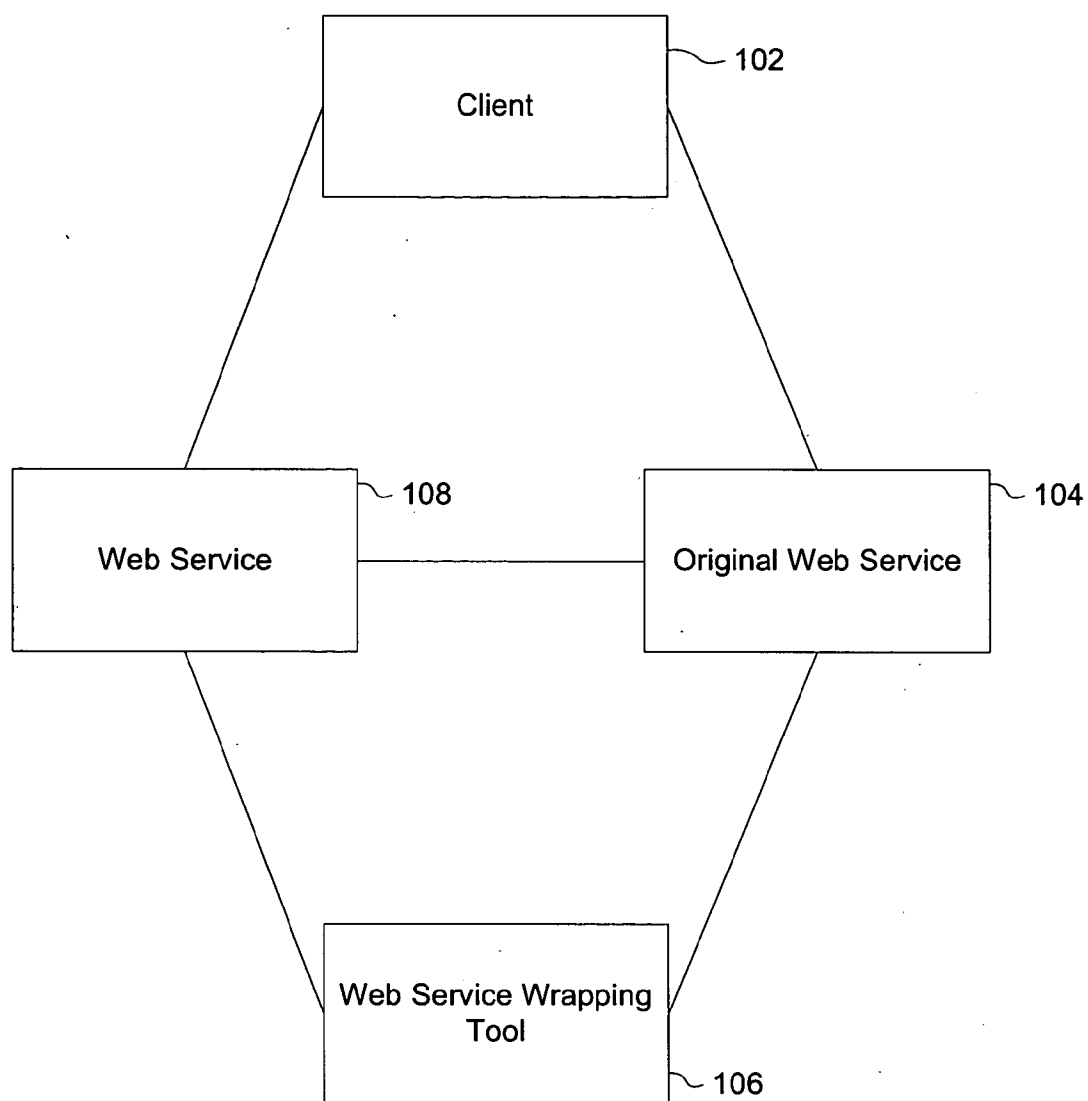 102
Client
108
104
Web Service
Original Web Service
Web Service Wrapping
Tool
106